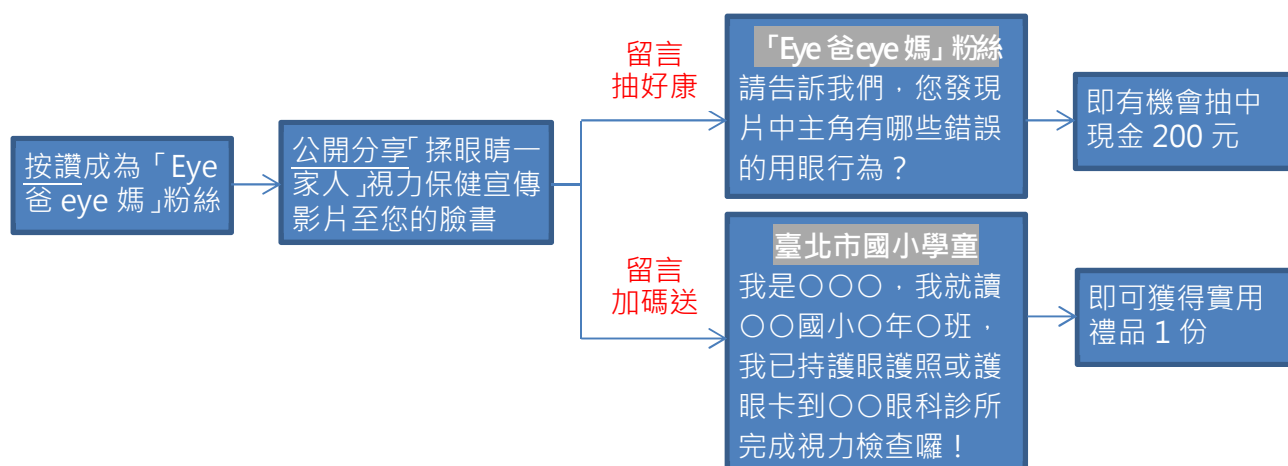 按讚成為「Eye
爸 eye 媽」粉絲
公開分享「揉眼睛一
家人」視力保健宣傳
影片至您的臉書
留言
抽好康
「Eye 爸eye 媽」粉絲
請告訴我們，您發現
片中主角有哪些錯誤
的用眼行為？
即有機會抽中
現金 200 元
留言
加碼送
臺北市國小學童
我是○○○，我就讀
○○國小○年○班，
我已持護眼護照或護
眼卡到○○眼科診所
完成視力檢查囉！
即可獲得實用
禮品 1 份